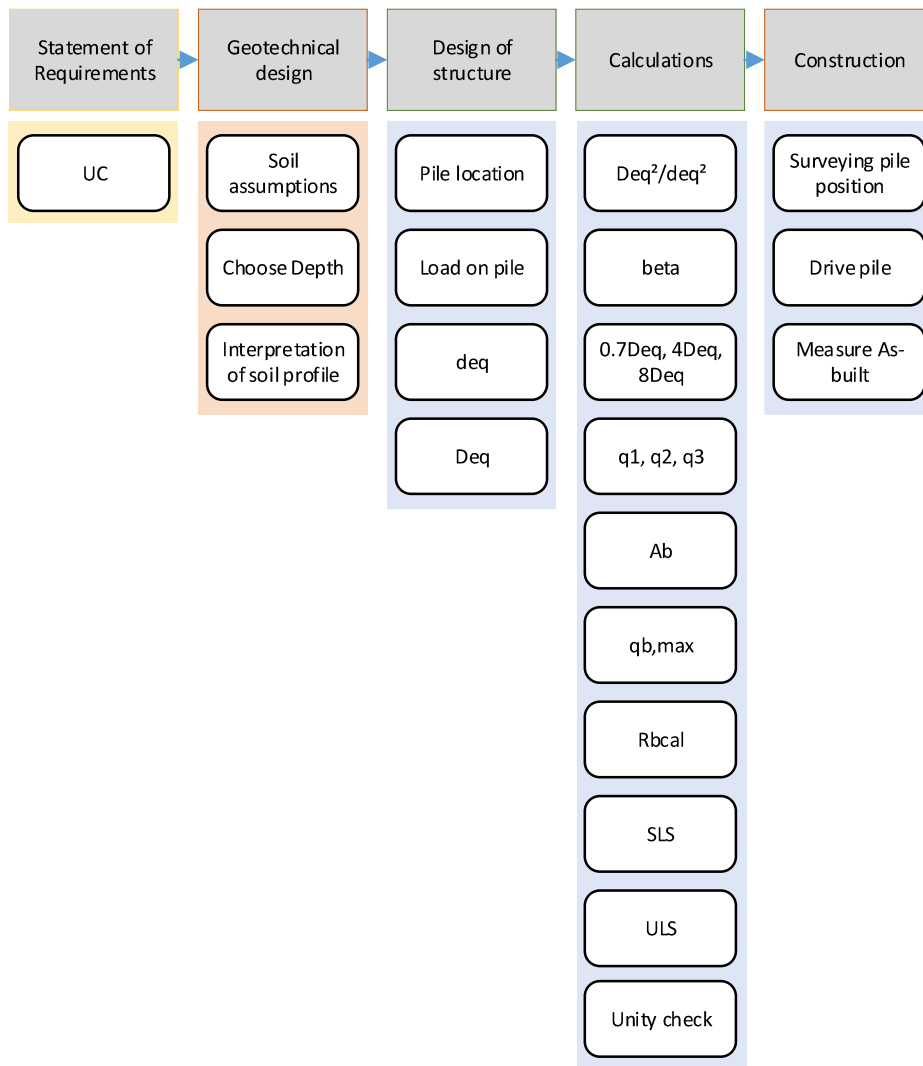 Statement of
Requirements
Geotechnical
design
Design of
structure
Calculations
Construction
UC
Soil
assumptions
Choose Depth
Interpretation
of soil profile
Pile location
Load on pile
deq
Deq
Deq²/deq²
beta
0.7Deq, 4Deq,
8Deq
q1, q2, q3
Ab
qb,max
Rbcal
SLS
ULS
Unity check
Surveying pile
position
Drive pile
Measure As-
built